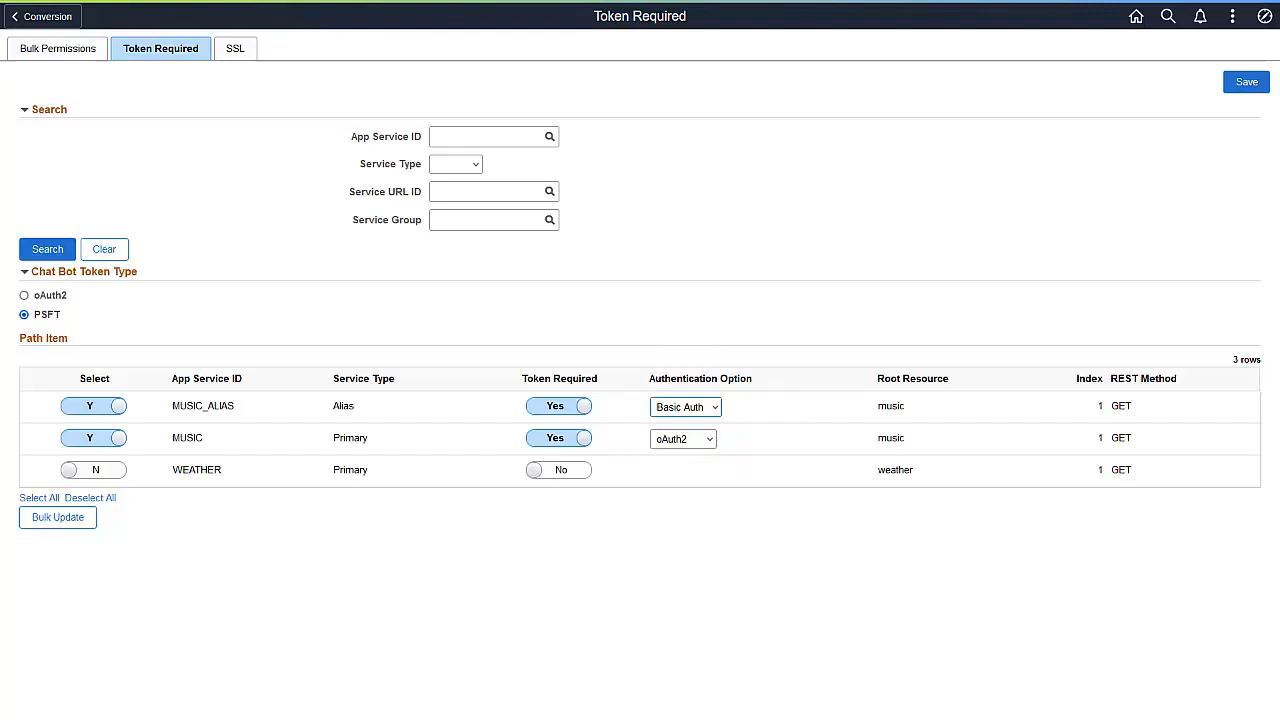 Conversion
Token Required
Bulk Permissions Token Required SSL
Save
Search
App Service ID
Service Type
Service URL ID
Service Group
Search Clear
Chat Bot Token Type
oAuth2
PSFT
Path Item
3 rows
Select App Service ID Service Type Token Required Authentication Option Root Resource Index REST Method
Y MUSIC_ALIAS Alias Yes Basic Auth music 1 GET
Y MUSIC Primary Yes oAuth2 music 1 GET
N WEATHER Primary No weather 1 GET
Select All Deselect All
Bulk Update